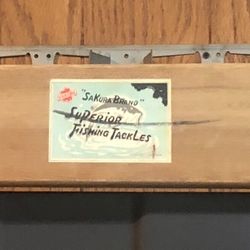 "SAKURA BRAND"
SUPERIOR
FISHING TACKLES